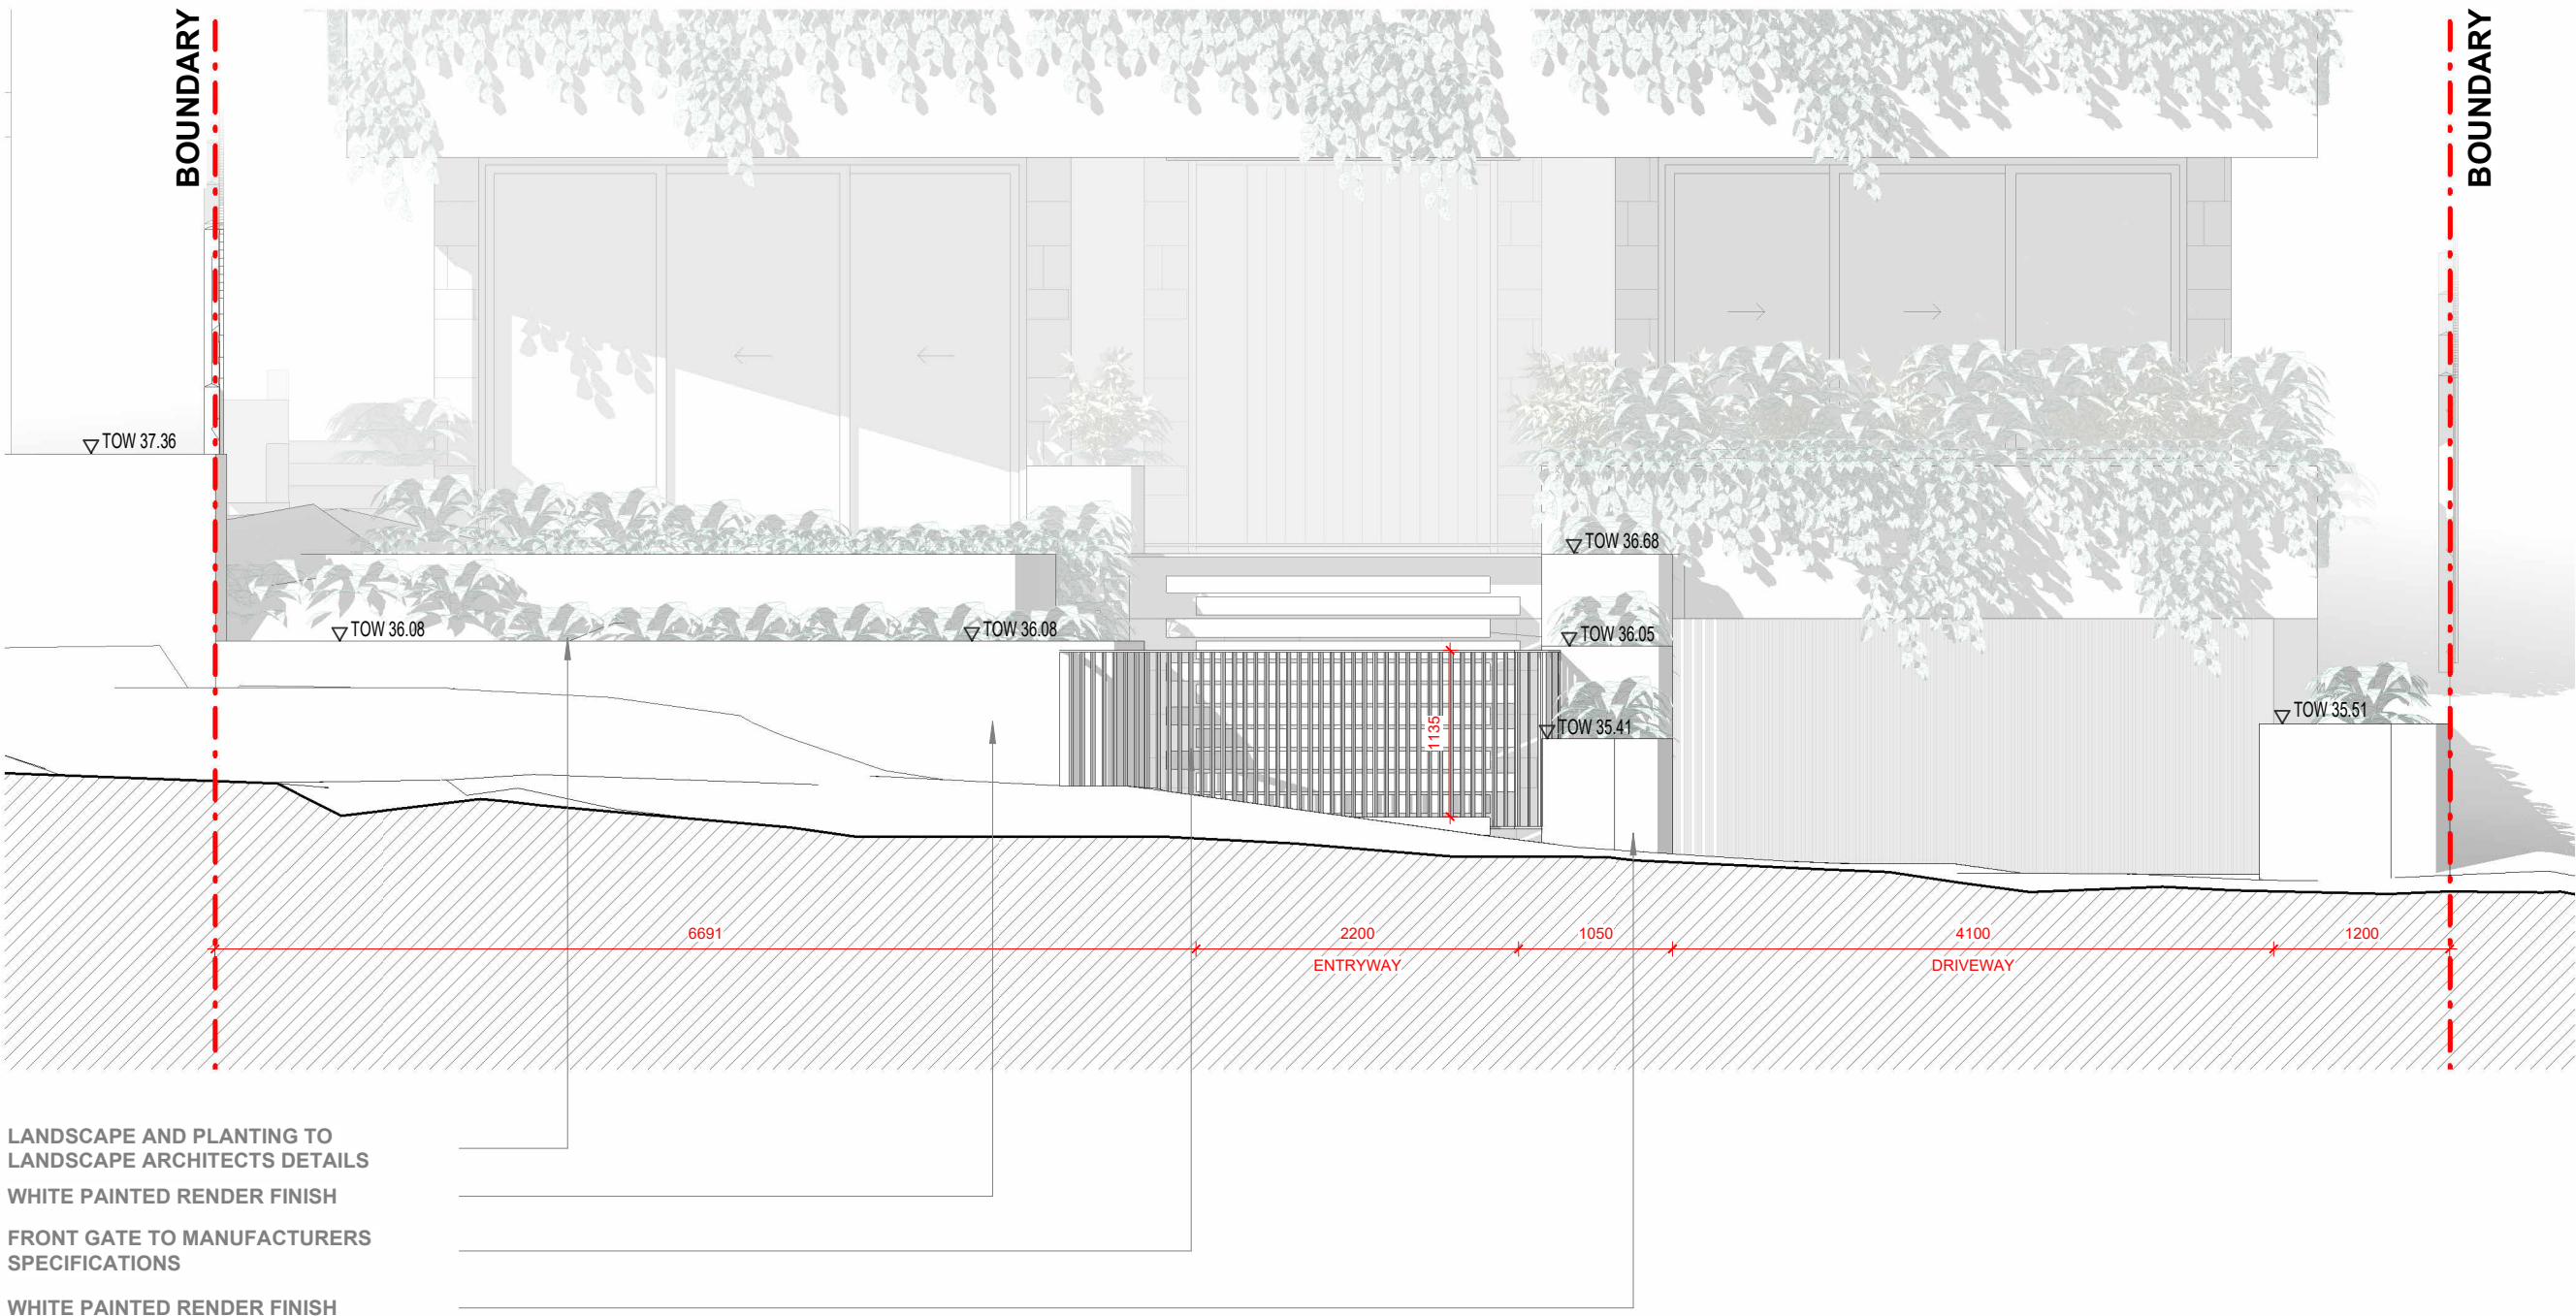 BOUNDARY
BOUNDARY
TOW 37.36
TOW 36.68
TOW 36.08
TOW 36.08
TOW 36.05
TOW 35.51
TOW 35.41
1135
6691
2200
1050
4100
1200
ENTRYWAY
DRIVEWAY
LANDSCAPE AND PLANTING TO
LANDSCAPE ARCHITECTS DETAILS
WHITE PAINTED RENDER FINISH
FRONT GATE TO MANUFACTURERS
SPECIFICATIONS
WHITE PAINTED RENDER FINISH